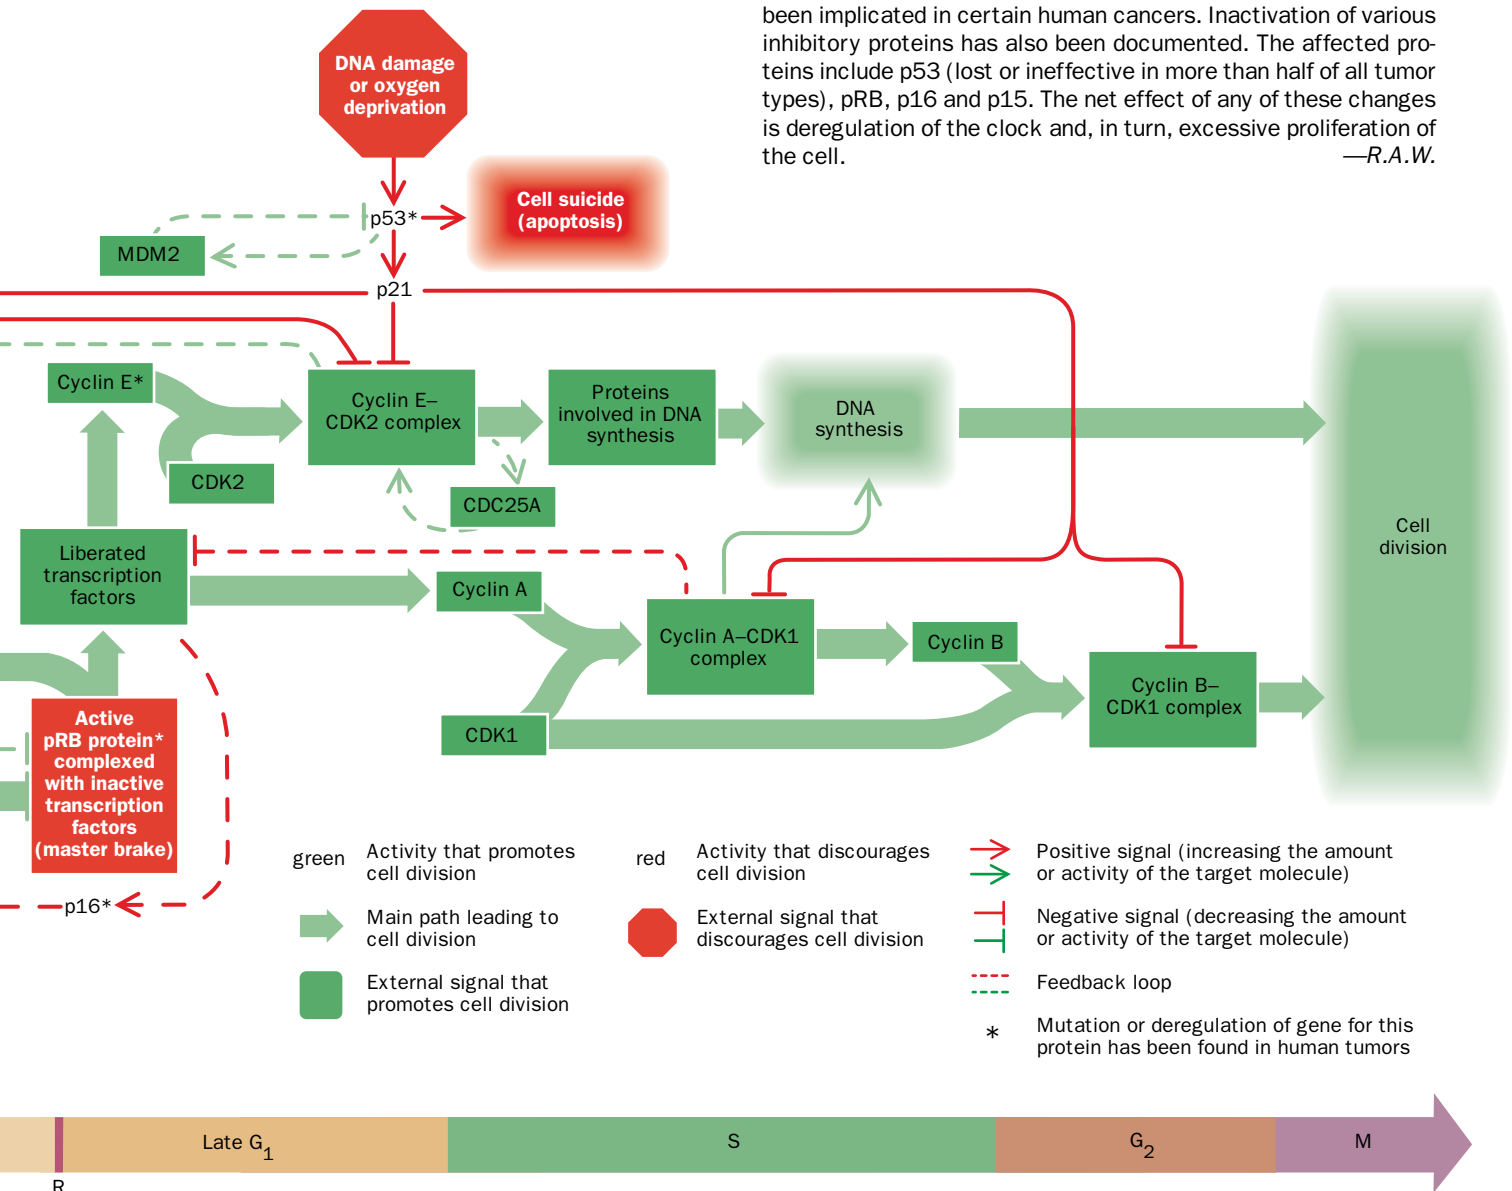 been implicated in certain human cancers. Inactivation of various
inhibitory proteins has also been documented. The affected pro-
teins include p53 (lost or ineffective in more than half of all tumor
types), pRB, p16 and p15. The net effect of any of these changes
is deregulation of the clock and, in turn, excessive proliferation of
the cell. —R.A.W.
DNA damage
or oxygen
deprivation
p53*
Cell suicide
(apoptosis)
MDM2
p21
Cyclin E*
CDK2
Cyclin E–
CDK2 complex
Proteins
involved in DNA
synthesis
DNA
synthesis
CDC25A
Cell
division
Liberated
transcription
factors
Cyclin A
Cyclin A–CDK1
complex
Cyclin B
Cyclin B–
CDK1 complex
CDK1
Active
pRB protein*
complexed
with inactive
transcription
factors
(master brake)
p16*
green
Activity that promotes
cell division
Main path leading to
cell division
External signal that
promotes cell division
red
Activity that discourages
cell division
External signal that
discourages cell division
Positive signal (increasing the amount
or activity of the target molecule)
Negative signal (decreasing the amount
or activity of the target molecule)
Feedback loop
*
Mutation or deregulation of gene for this
protein has been found in human tumors
Late G1
S
G2
M
R